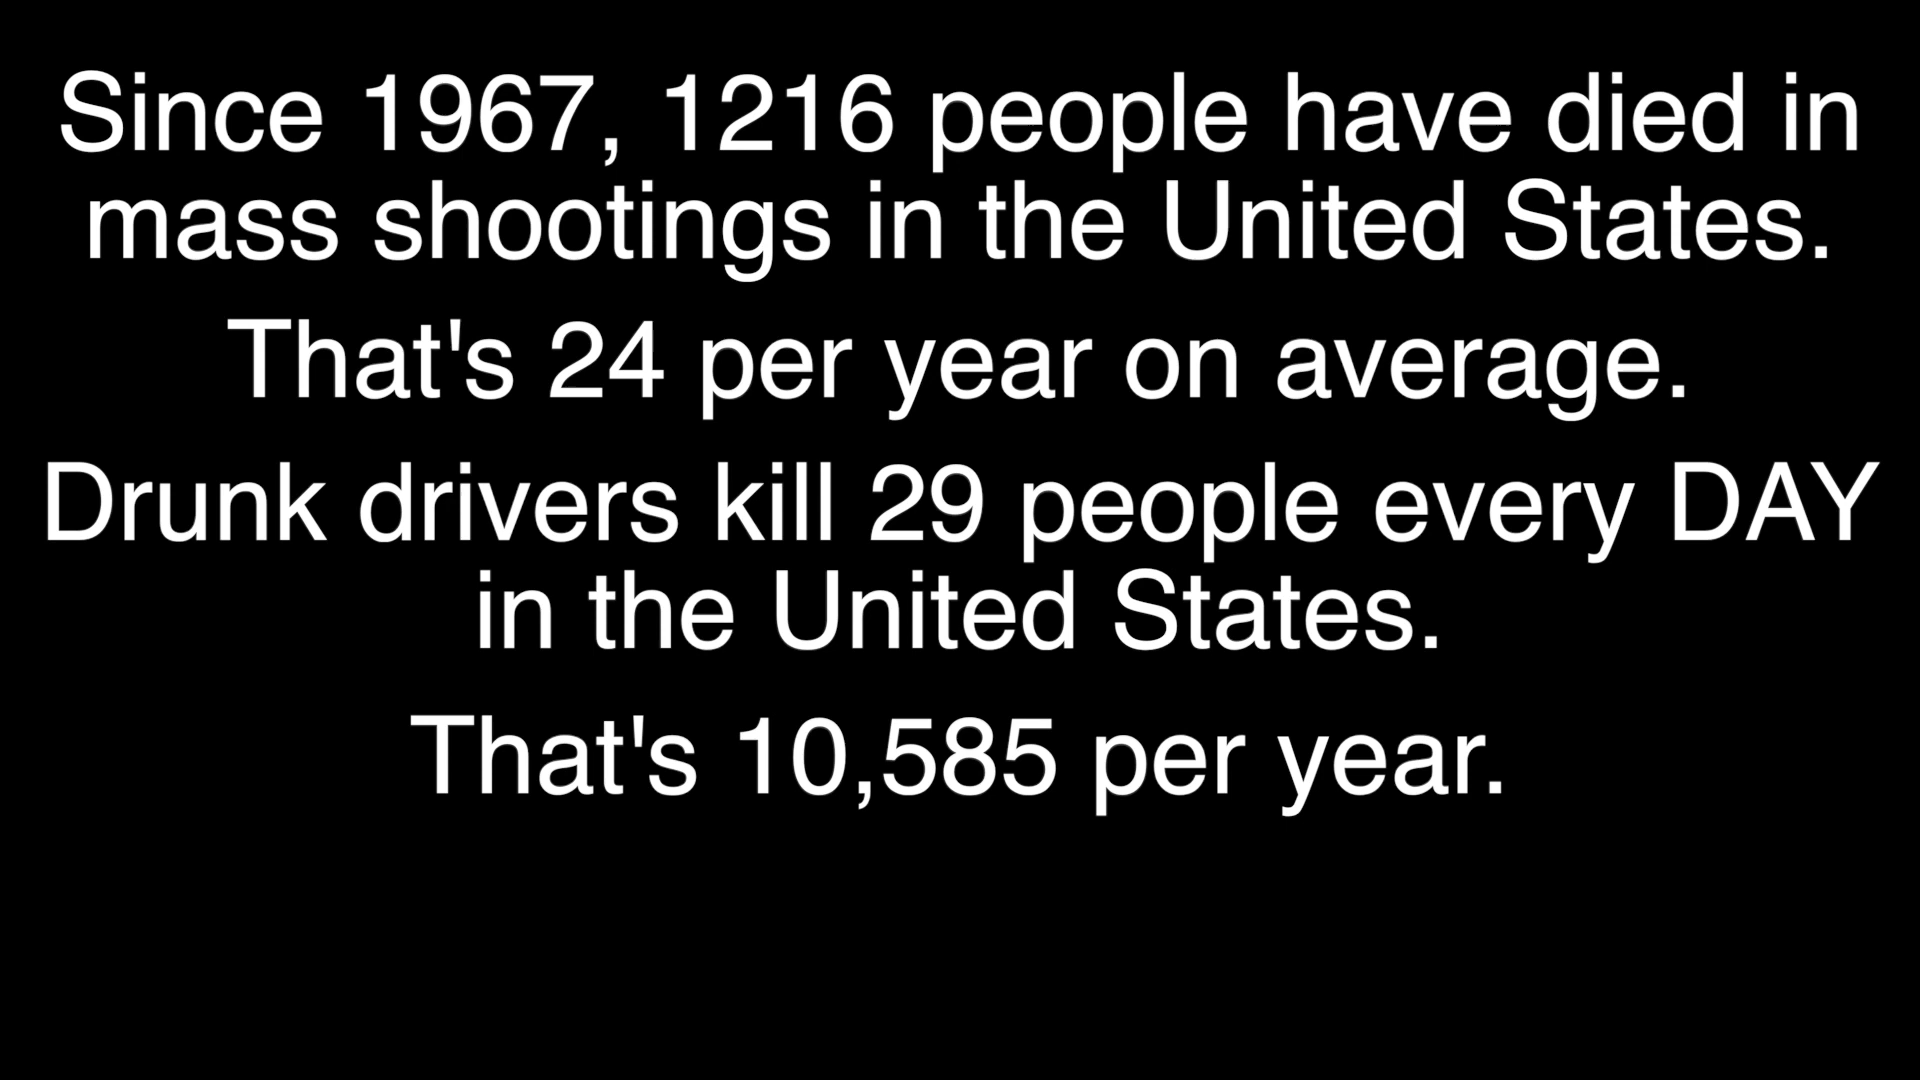 Since 1967, 1216 people have died in
mass shootings in the United States.
That's 24 per year on average.
Drunk drivers kill 29 people every DAY
in the United States.
That's 10,585 per year.